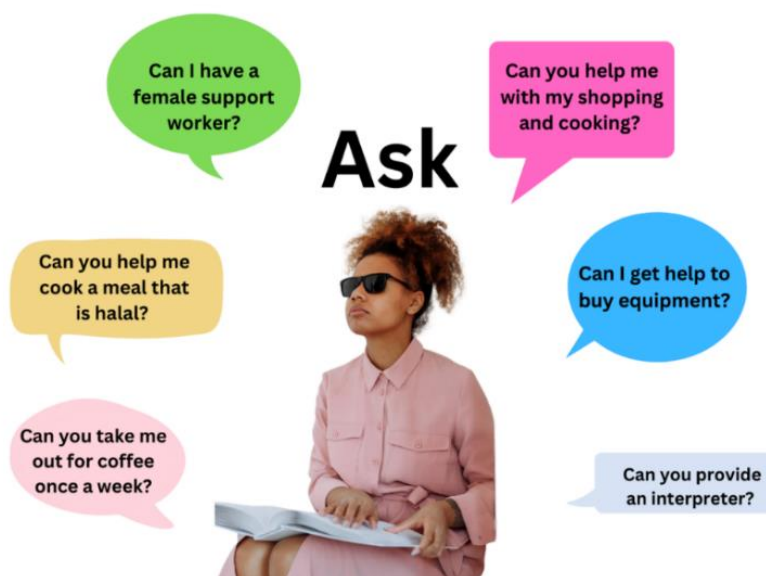 Can I have a
female support
worker?
Can you help me
with my shopping
and cooking?
Ask
Can you help me
cook a meal that
is halal?
Can I get help to
buy equipment?
Can you take me
out for coffee
once a week?
Can you provide
an interpreter?